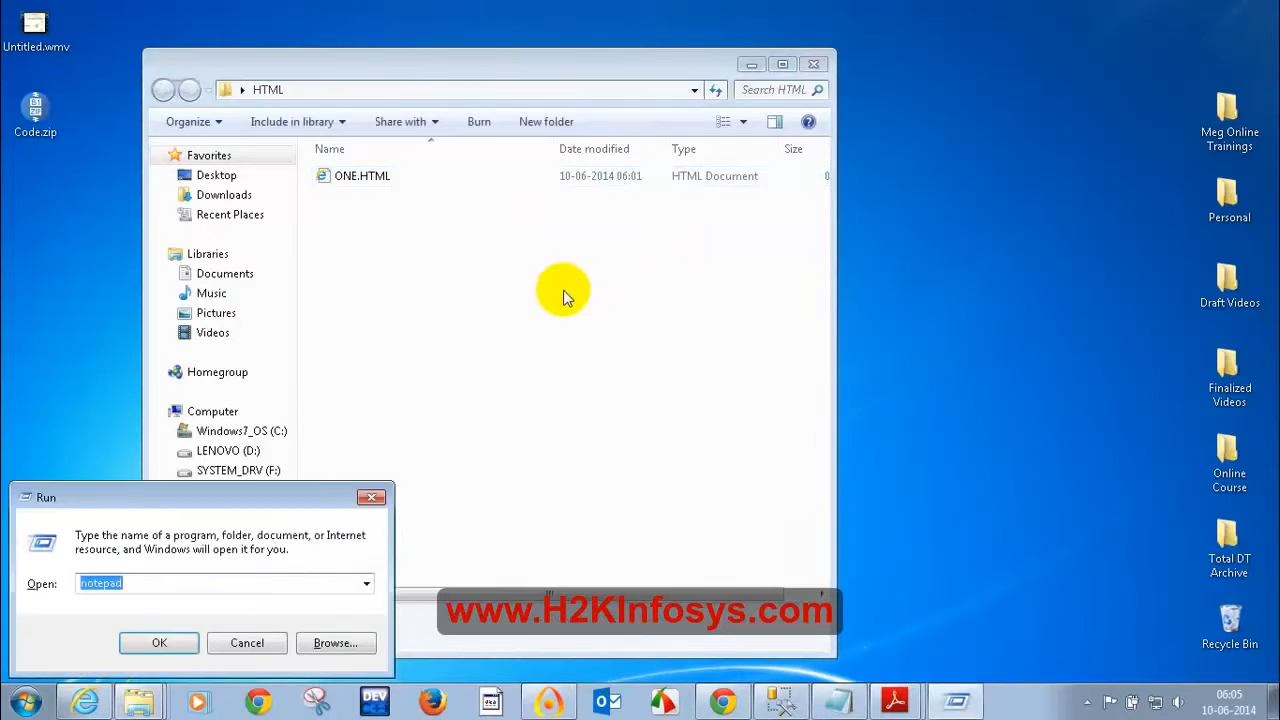 Untitled.wmv
Code.zip
HTML
Search HTML
Organize
Include in library
Share with
Burn
New folder
Name
Date modified
Type
Size
Favorites
Desktop
Downloads
Recent Places
Libraries
Documents
Music
Pictures
Videos
Homegroup
Computer
Windows7_OS (C:)
LENOVO (D:)
SYSTEM_DRV (F:)
ONE.HTML
10-06-2014 06:01
HTML Document
0
Run
Type the name of a program, folder, document, or Internet
resource, and Windows will open it for you.
Open:
notepad
OK
Cancel
Browse...
www.H2KInfosys.com
Meg Online
Trainings
Personal
Draft Videos
Finalized
Videos
Online
Course
Total DT
Archive
Recycle Bin
DEV
06:05
10-06-2014